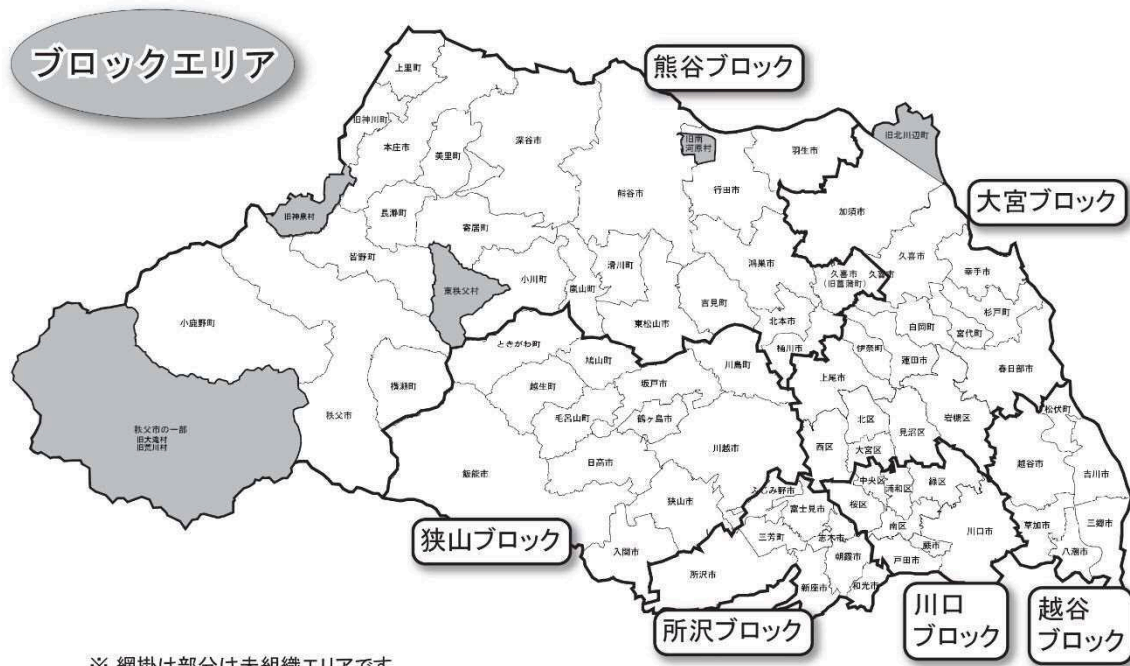 ブロックエリア
熊谷ブロック
大宮ブロック
上里町
旧神川町
本庄市
美里町
深谷市
熊谷市
旧南
河原村
行田市
羽生市
旧北川辺町
加須市
旧神泉村
長瀞町
寄居町
皆野町
東秩父村
小川町
嵐山町
滑川町
東松山市
吉見町
鴻巣市
北本市
桶川市
久喜市
(旧菖蒲町)
久喜市
久喜市
幸手市
杉戸町
宮代町
白岡町
蓮田市
伊奈町
上尾市
春日部市
岩槻区
見沼区
北区
大宮区
西区
小鹿野町
横瀬町
秩父市
秩父市の一部
旧大滝村
旧荒川村
ときがわ町
鳩山町
越生町
毛呂山町
坂戸市
鶴ヶ島市
川島町
川越市
日高市
飯能市
狭山市
入間市
狭山ブロック
ふじみ野市
富士見市
三芳町
志木市
朝霞市
新座市
和光市
所沢市
所沢ブロック
中央区
浦和区
緑区
桜区
南区
蕨市
戸田市
川口市
川口
ブロック
松伏町
越谷市
吉川市
草加市
三郷市
八潮市
越谷
ブロック
※ 網掛け部分は未組織エリアです